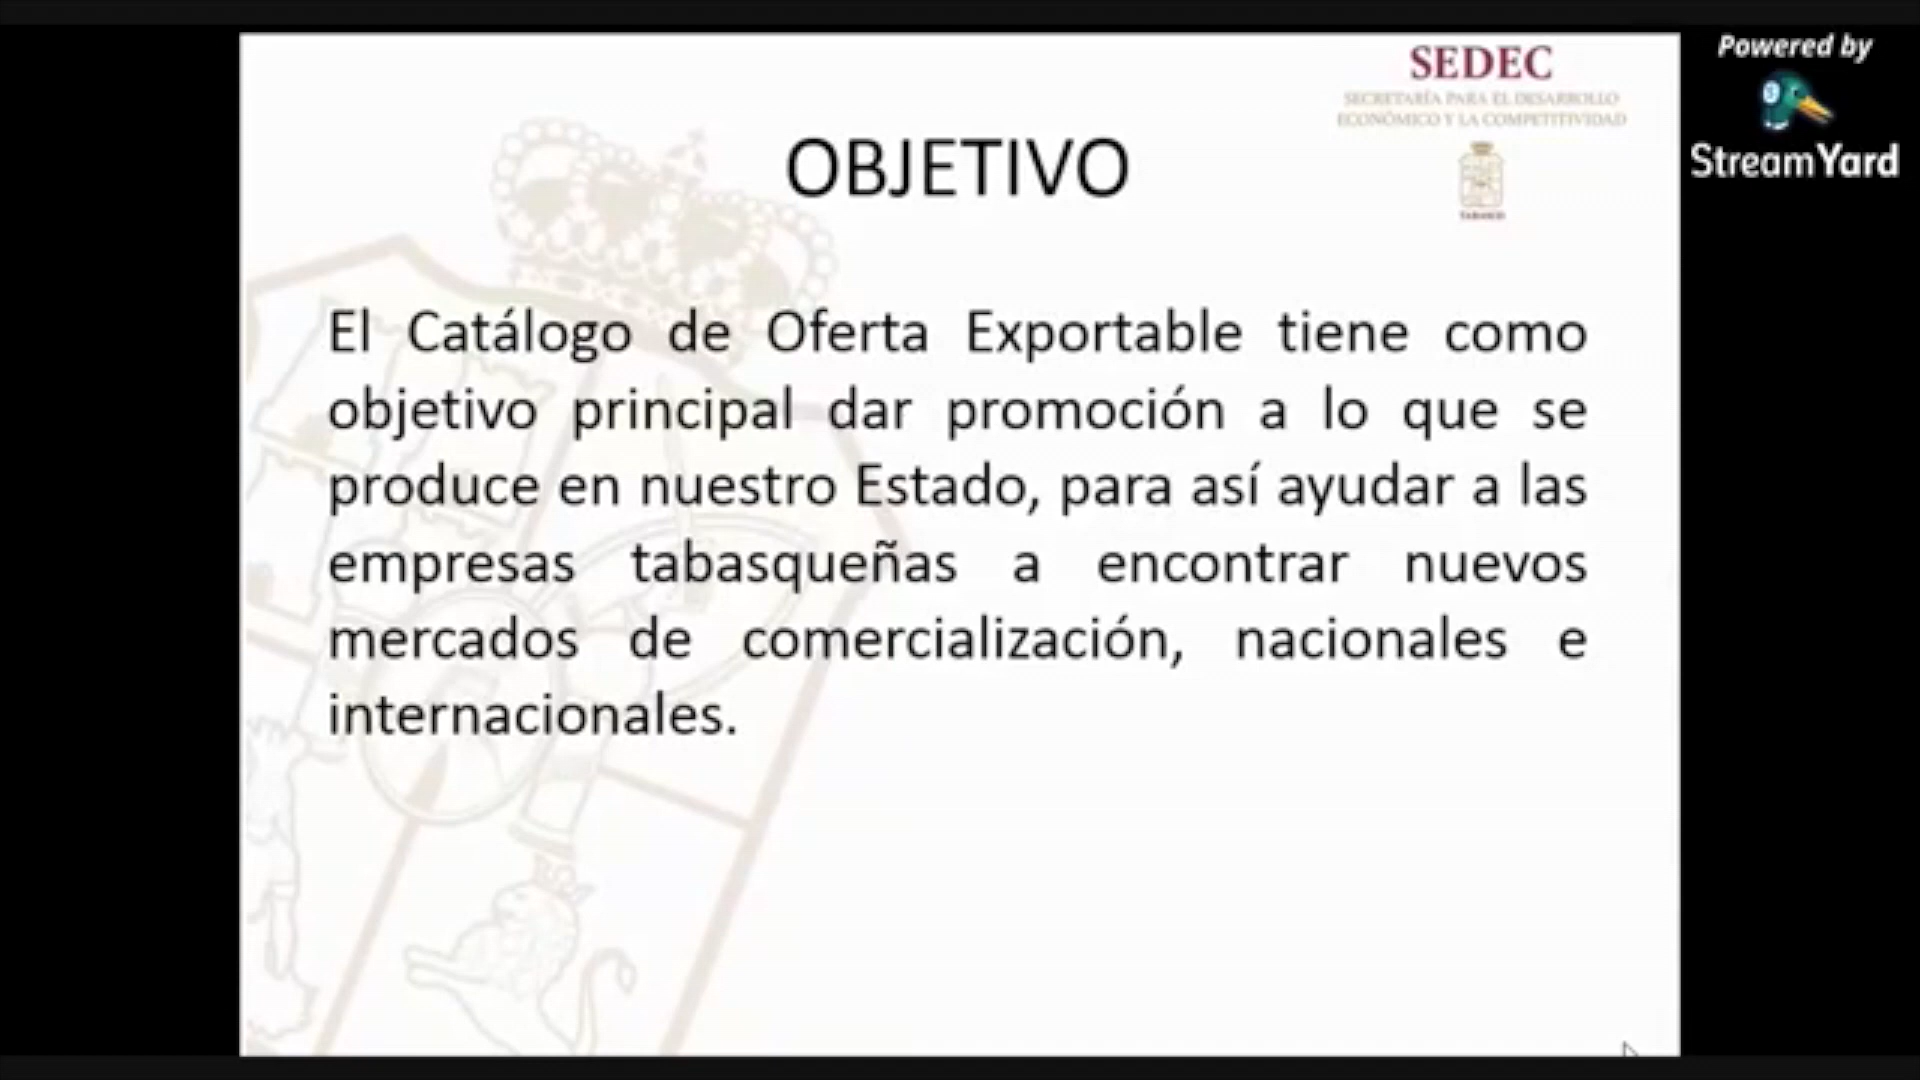 SEDEC
SECRETARÍA PARA EL DESARROLLO
ECONÓMICO Y LA COMPETITIVIDAD
TABASCO
Powered by
StreamYard
OBJETIVO
El Catálogo de Oferta Exportable tiene como
objetivo principal dar promoción a lo que se
produce en nuestro Estado, para así ayudar a las
empresas tabasqueñas a encontrar nuevos
mercados de comercialización, nacionales e
internacionales.